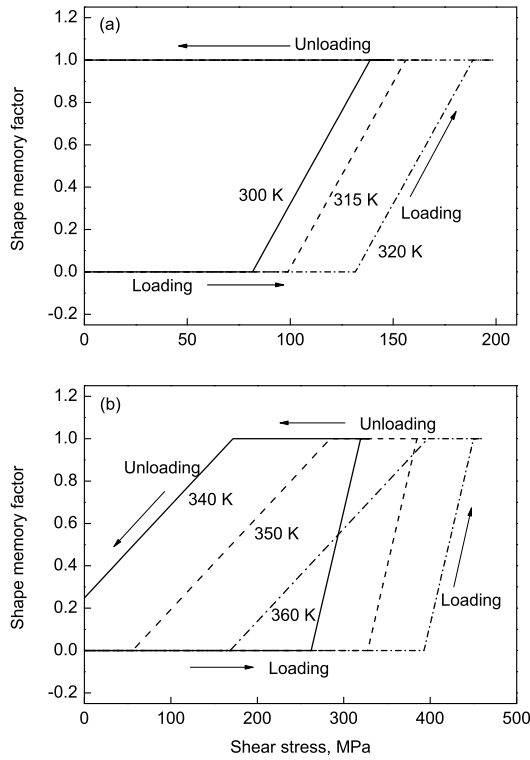 (a)
Unloading
1.2
1.0
0.8
0.6
0.4
0.2
0.0
-0.2
Shape memory factor
300 K
315 K
Loading
320 K
Loading
0
50
100
150
200
(b)
Unloading
Unloading
1.2
1.0
0.8
0.6
0.4
0.2
0.0
-0.2
Shape memory factor
340 K
350 K
360 K
Loading
Loading
0
100
200
300
400
500
Shear stress, MPa